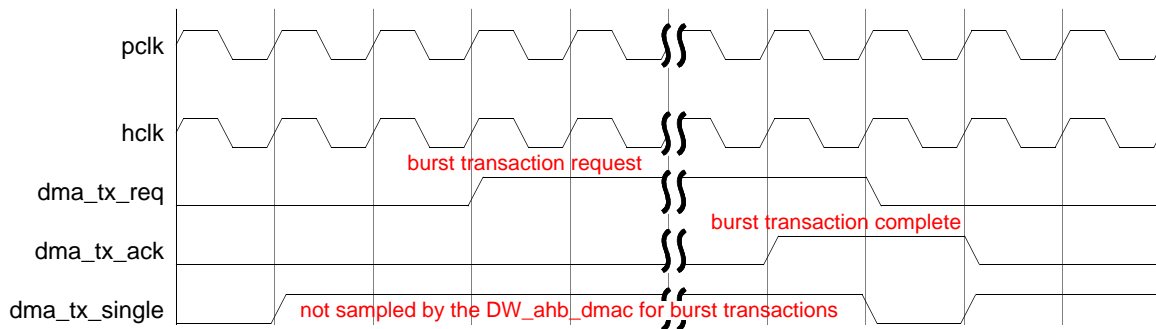 pclk
hclk
burst transaction request
dma_tx_req
burst transaction complete
dma_tx_ack
dma_tx_single
not sampled by the DW_ahb_dmac for burst transactions